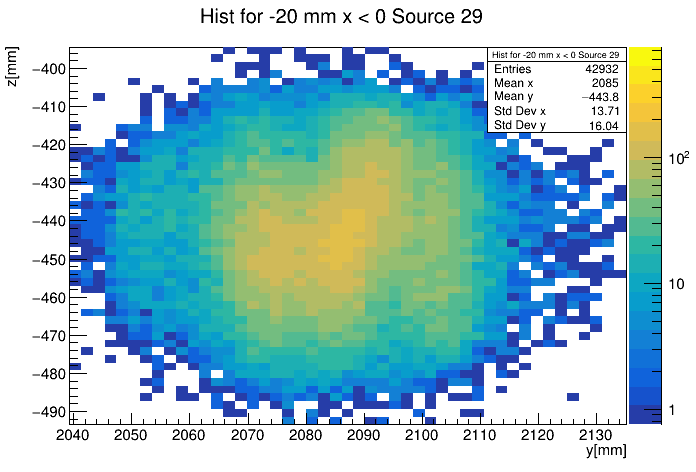 Hist for -20 mm x < 0 Source 29
z[mm]
Hist for -20 mm x < 0 Source 29
Entries 42932
Mean x 2085
Mean y −443.8
Std Dev x 13.71
Std Dev y 16.04
−400
−410
−420
−430
−440
−450
−460
−470
−480
−490
2040 2050 2060 2070 2080 2090 2100 2110 2120 2130
y[mm]
10²
10
1